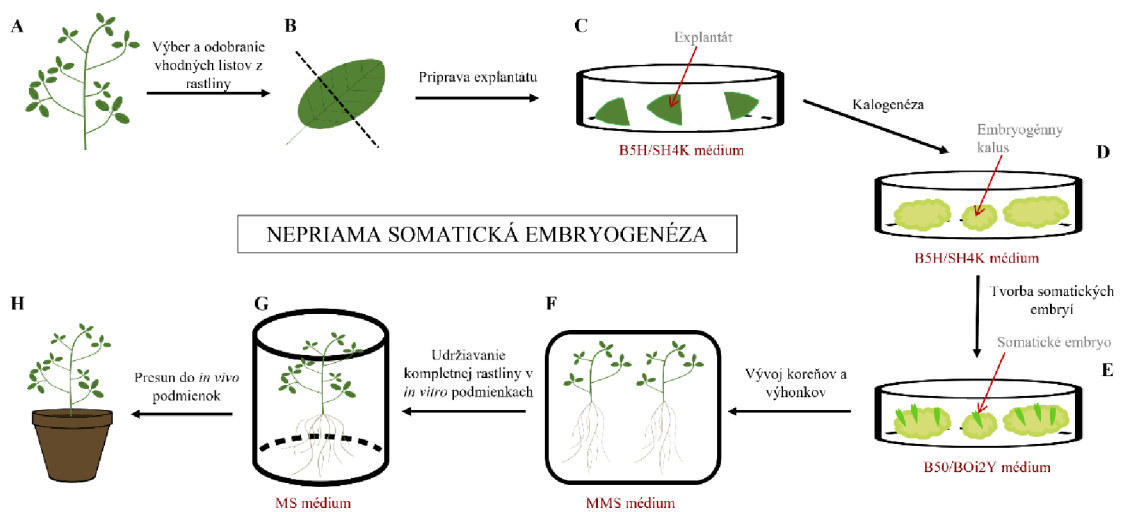 A
Výber a odobranie
vhodných listov z
rastliny
B
Príprava explantátu
C
Explantát
B5H/SH4K médium
Kalogenéza
Embryogénny
kalus
D
B5H/SH4K médium
NEPRIAMA SOMATICKÁ EMBRYOGENÉZA
Tvorba somatických
embryí
Somatické embryo
E
B50/BOi2Y médium
Vývoj koreňov a
výhonkov
F
MMS médium
Udržiavanie
kompletnej rastliny v
in vitro podmienkach
G
MS médium
Presun do in vivo
podmienok
H